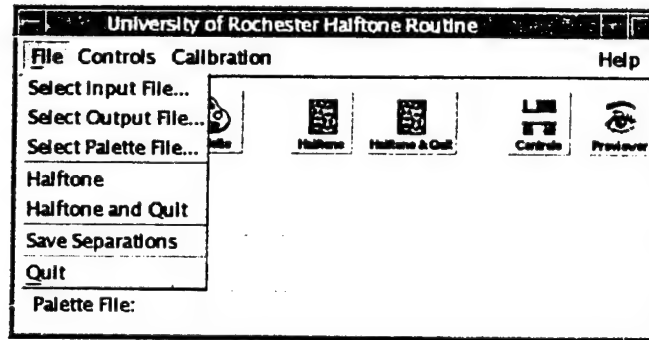 University of Rochester Halftone Routine
File Controls Calibration Help
Select Input File...
Select Output File...
Select Palette File...
Halftone Halftone & Quit Controls Previewer
Halftone
Halftone and Quit
Save Separations
Quit
Palette File: